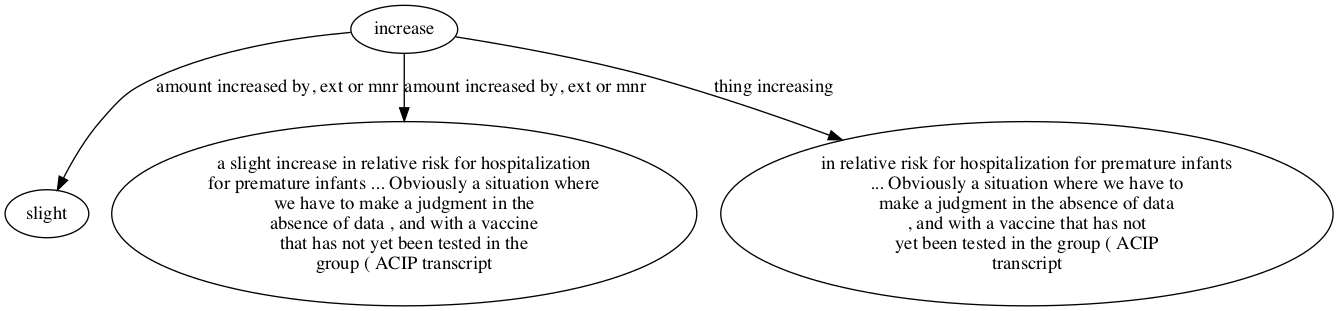 increase
amount increased by, ext or mnr
amount increased by, ext or mnr
thing increasing
slight
a slight increase in relative risk for hospitalization
for premature infants ... Obviously a situation where
we have to make a judgment in the
absence of data , and with a vaccine
that has not yet been tested in the
group ( ACIP transcript
in relative risk for hospitalization for premature infants
... Obviously a situation where we have to
make a judgment in the absence of data
, and with a vaccine that has not
yet been tested in the group ( ACIP
transcript